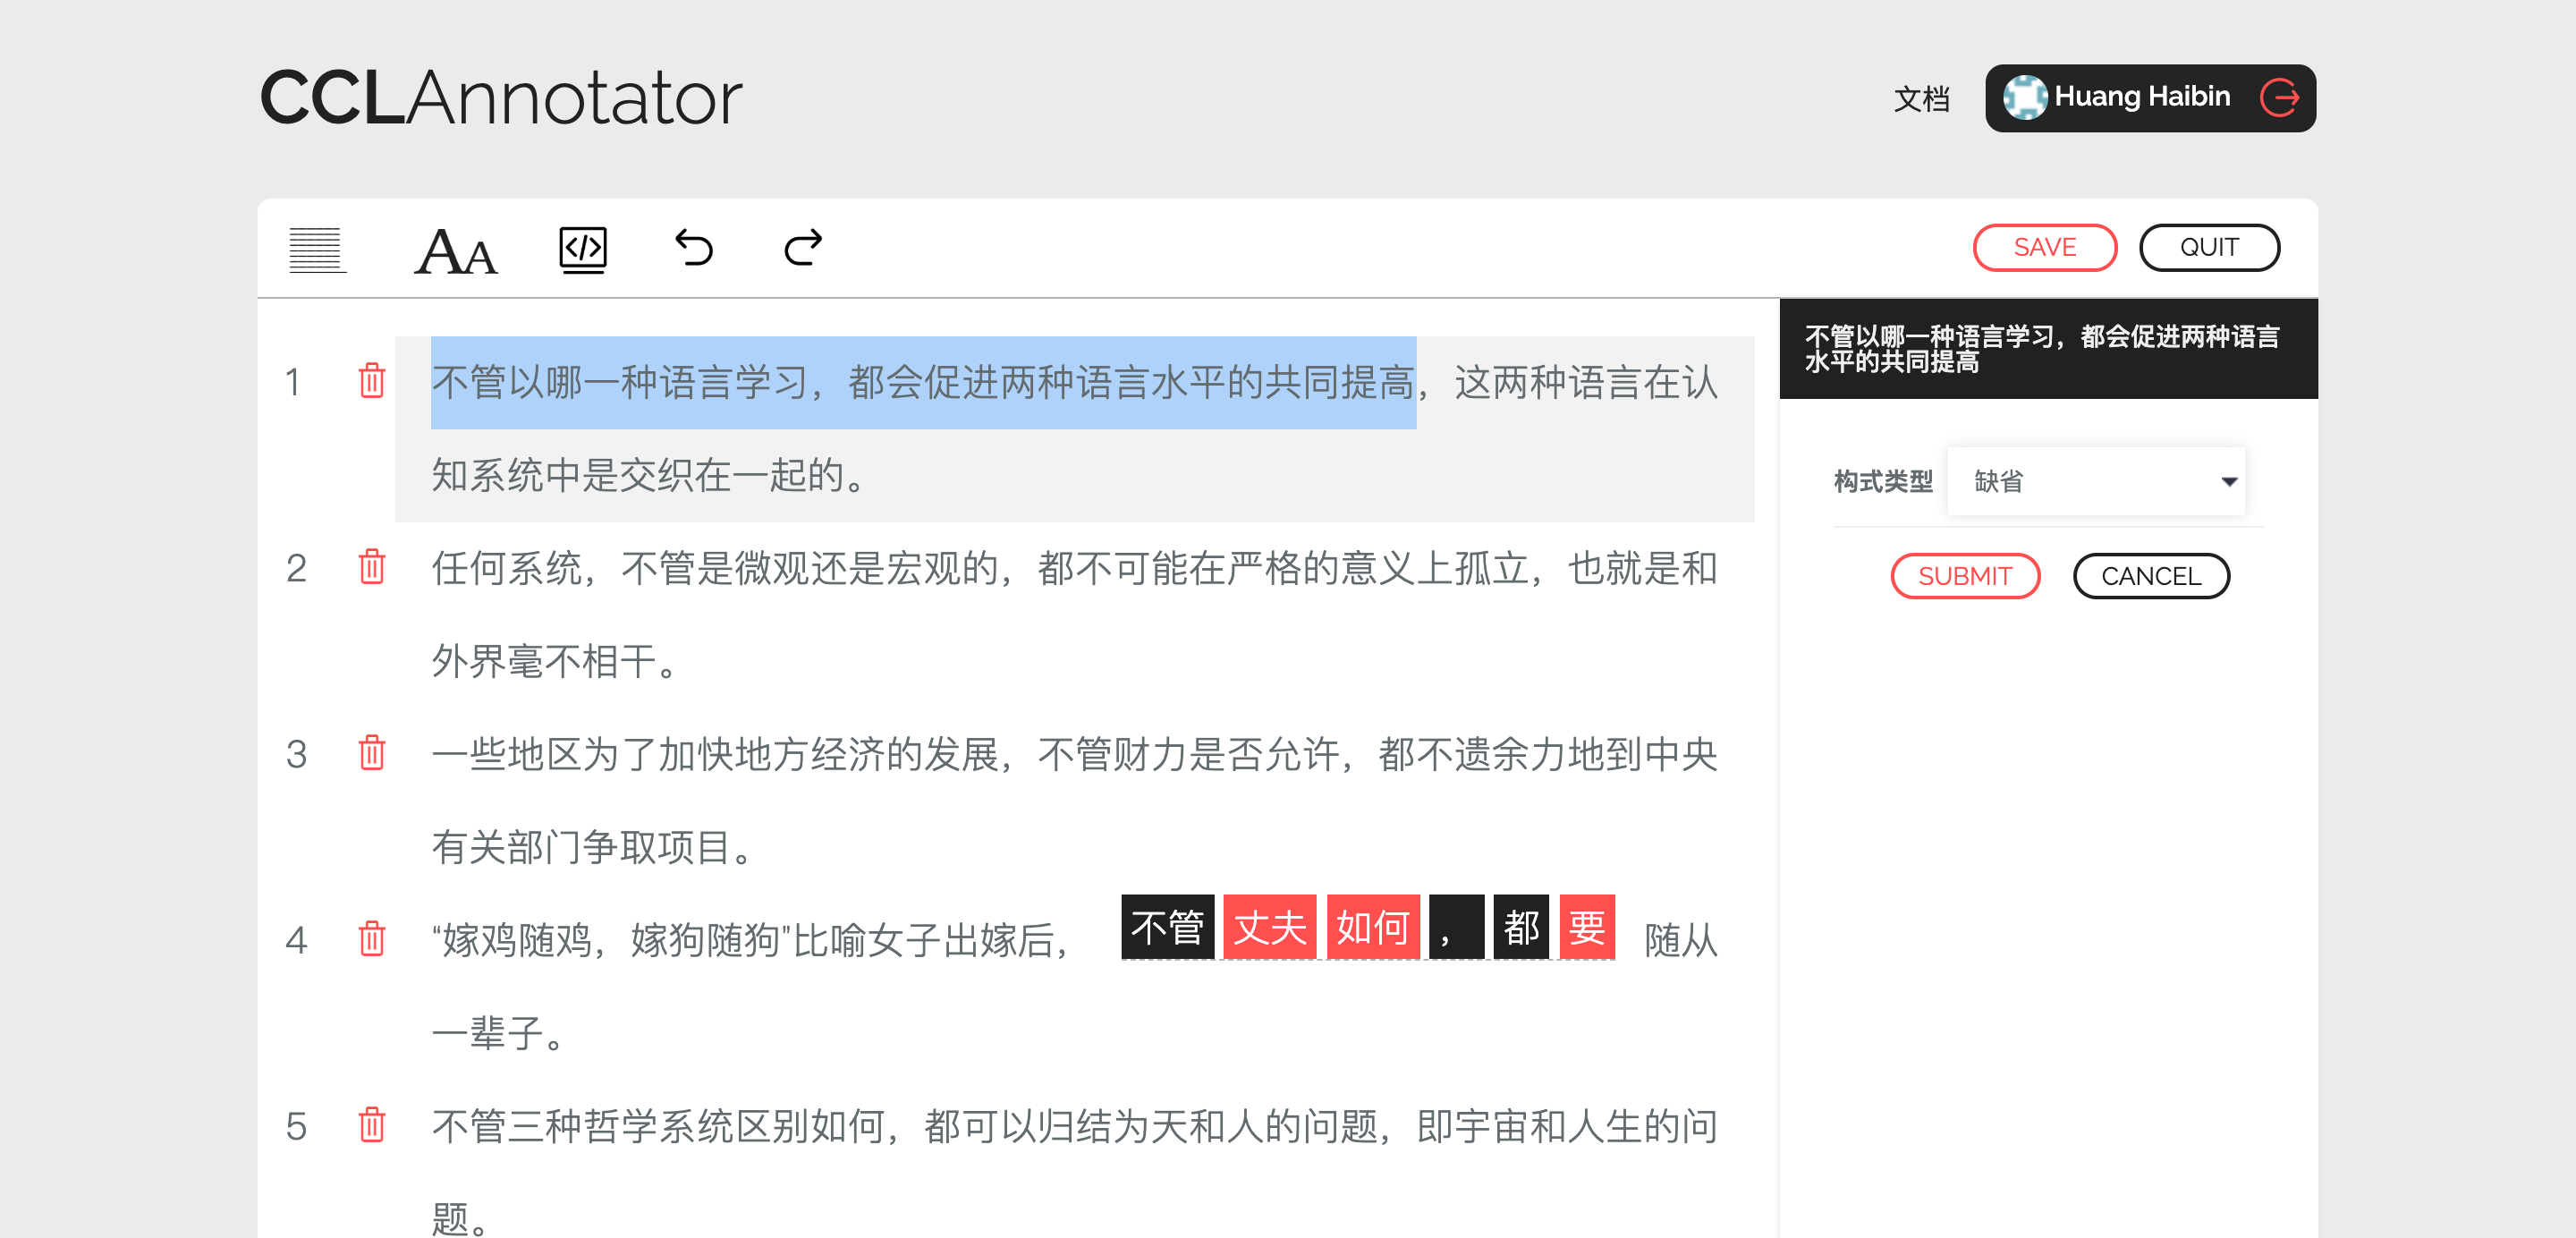 CCLAnnotator
文档
Huang Haibin
AA
</>
SAVE
QUIT
1
不管以哪一种语言学习，都会促进两种语言水平的共同提高，这两种语言在认
知系统中是交织在一起的。
2
任何系统，不管是微观还是宏观的，都不可能在严格的意义上孤立，也就是和
外界毫不相干。
3
一些地区为了加快地方经济的发展，不管财力是否允许，都不遗余力地到中央
有关部门争取项目。
4
“嫁鸡随鸡，嫁狗随狗”比喻女子出嫁后， 不管 丈夫 如何 ， 都 要 随从
一辈子。
5
不管三种哲学系统区别如何，都可以归结为天和人的问题，即宇宙和人生的问
题。
不管以哪一种语言学习，都会促进两种语言
水平的共同提高
构式类型
缺省
SUBMIT
CANCEL